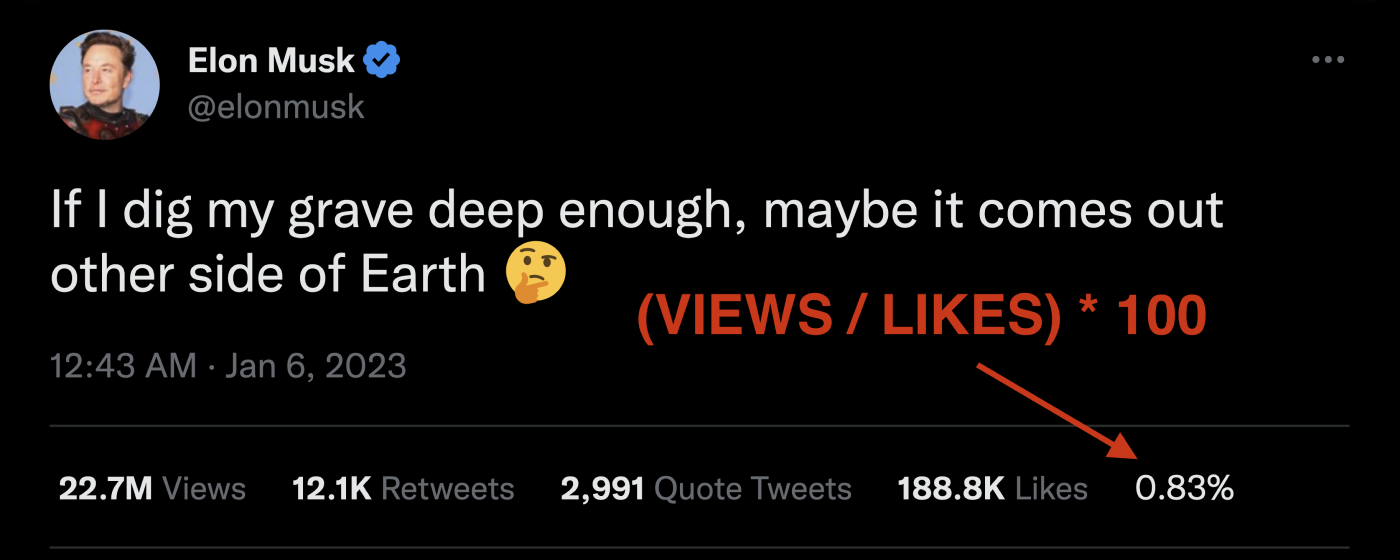 Elon Musk
@elonmusk
If I dig my grave deep enough, maybe it comes out
other side of Earth 🤔
(VIEWS / LIKES) * 100
12:43 AM · Jan 6, 2023
22.7M Views 12.1K Retweets 2,991 Quote Tweets 188.8K Likes 0.83%